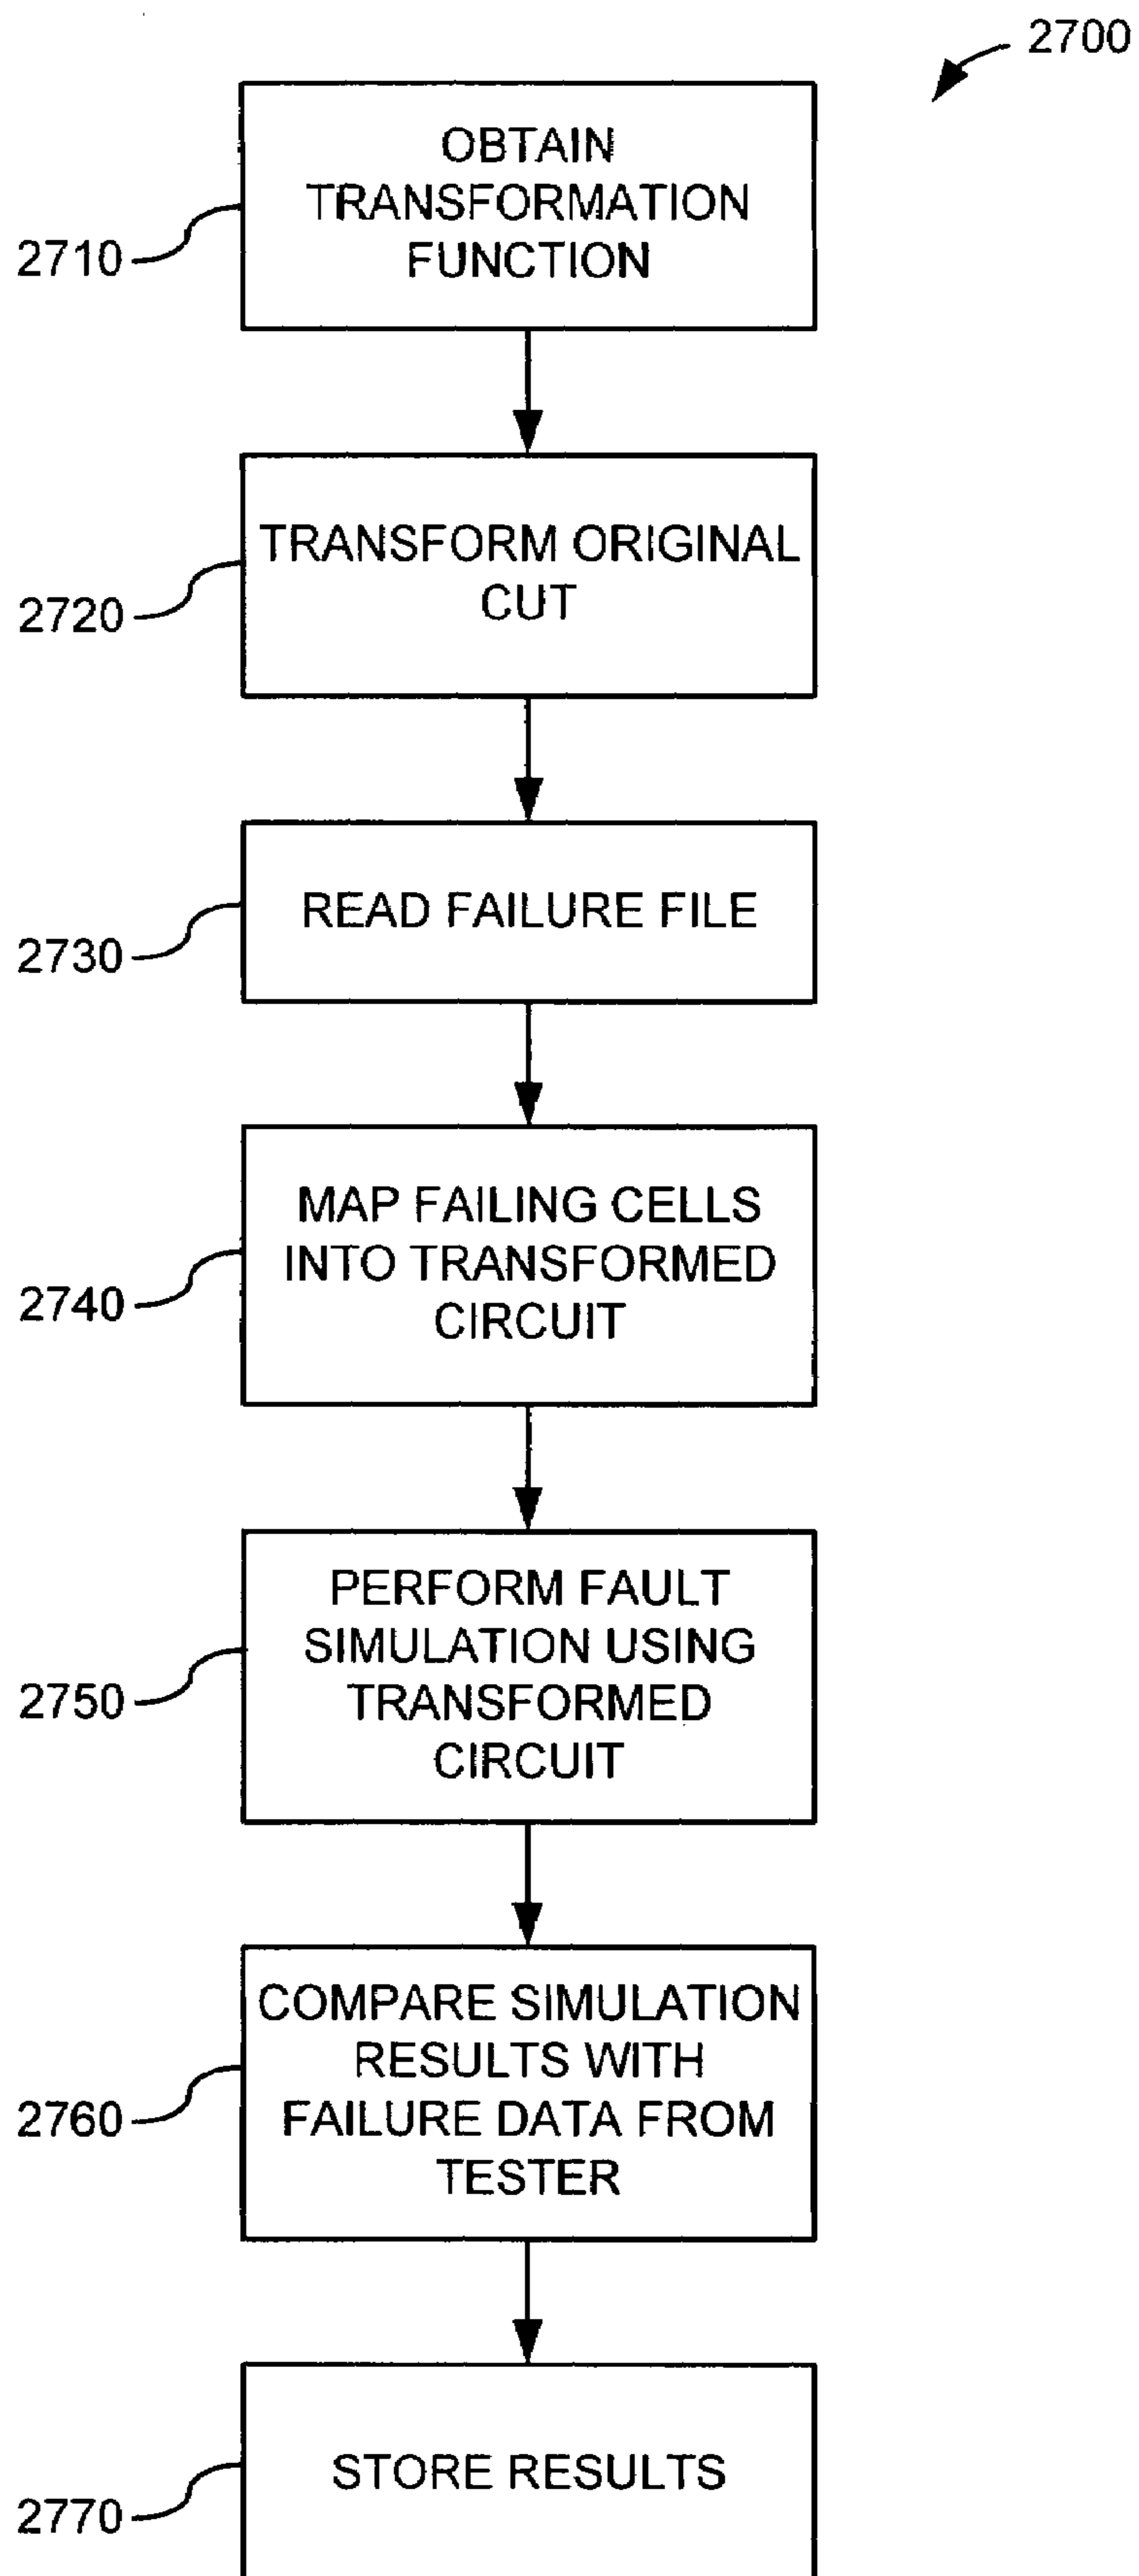 2700
OBTAIN
TRANSFORMATION
FUNCTION
2710
TRANSFORM ORIGINAL
CUT
2720
READ FAILURE FILE
2730
MAP FAILING CELLS
INTO TRANSFORMED
CIRCUIT
2740
PERFORM FAULT
SIMULATION USING
TRANSFORMED
CIRCUIT
2750
COMPARE SIMULATION
RESULTS WITH
FAILURE DATA FROM
TESTER
2760
STORE RESULTS
2770